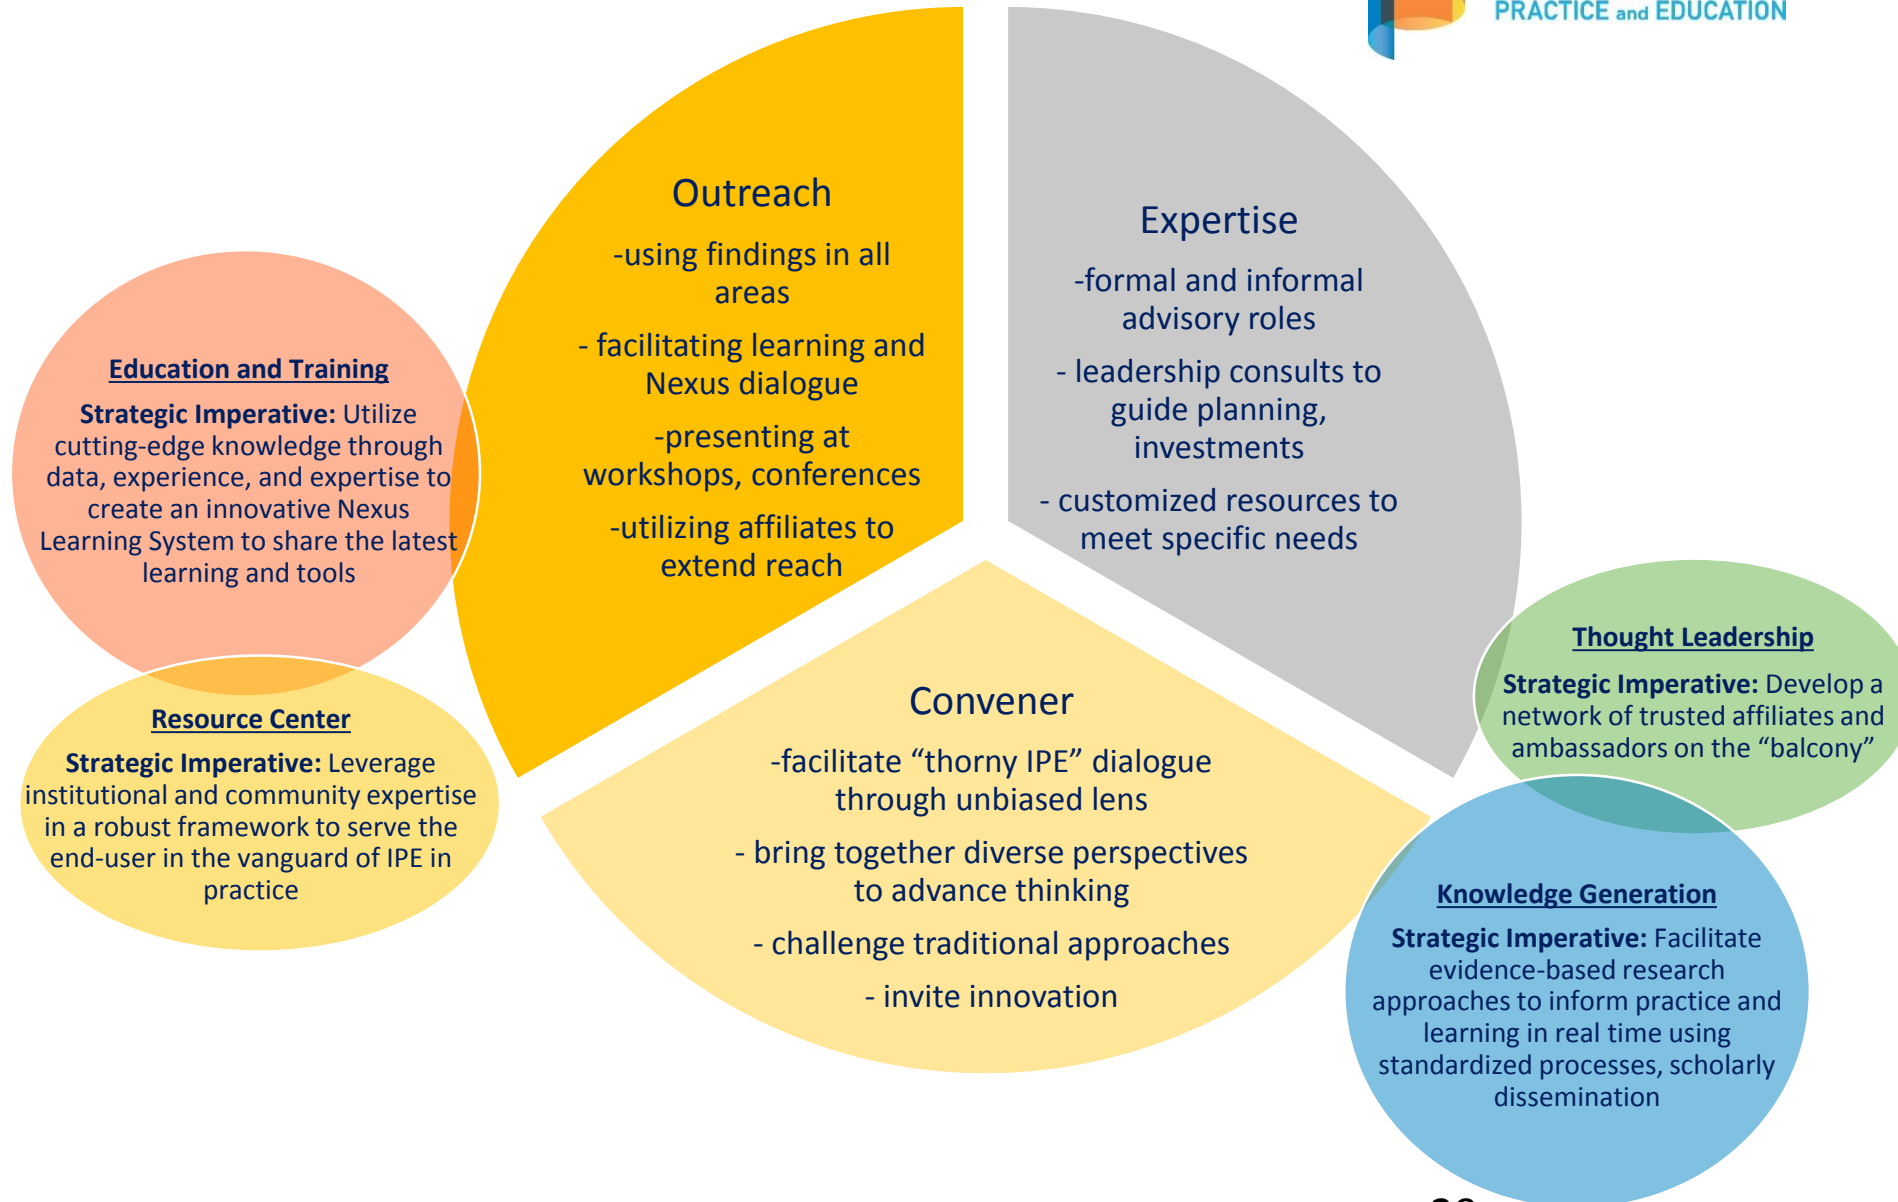 PRACTICE and EDUCATION
Outreach
-using findings in all
areas
- facilitating learning and
Nexus dialogue
-presenting at
workshops, conferences
-utilizing affiliates to
extend reach
Expertise
-formal and informal
advisory roles
- leadership consults to
guide planning,
investments
- customized resources to
meet specific needs
Education and Training
Strategic Imperative: Utilize
cutting-edge knowledge through
data, experience, and expertise to
create an innovative Nexus
Learning System to share the latest
learning and tools
Resource Center
Strategic Imperative: Leverage
institutional and community expertise
in a robust framework to serve the
end-user in the vanguard of IPE in
practice
Convener
-facilitate “thorny IPE” dialogue
through unbiased lens
- bring together diverse perspectives
to advance thinking
- challenge traditional approaches
- invite innovation
Thought Leadership
Strategic Imperative: Develop a
network of trusted affiliates and
ambassadors on the “balcony”
Knowledge Generation
Strategic Imperative: Facilitate
evidence-based research
approaches to inform practice and
learning in real time using
standardized processes, scholarly
dissemination